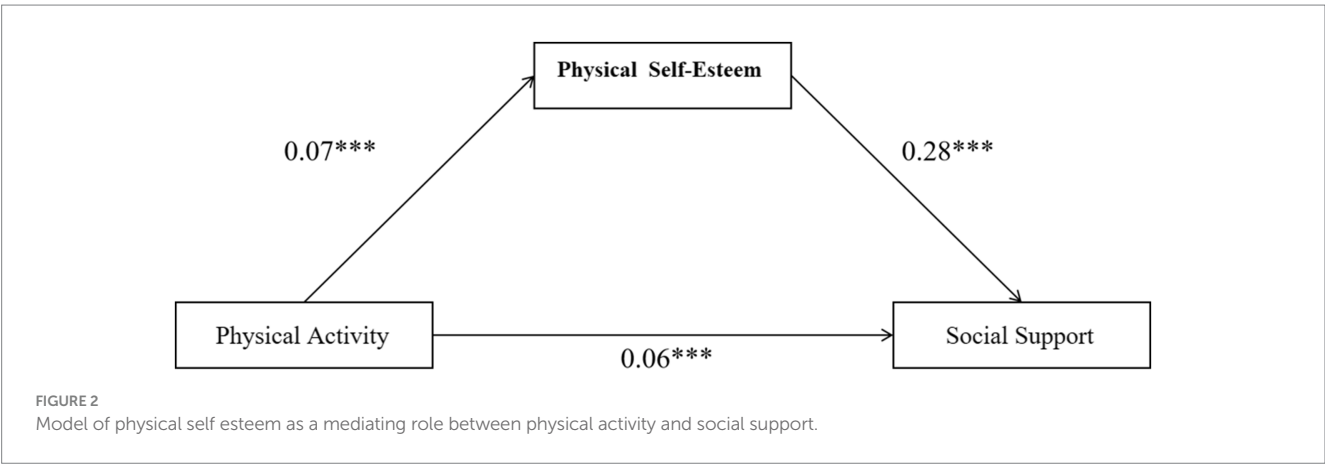 Physical Self-Esteem
0.07***
0.28***
Physical Activity
Social Support
0.06***
FIGURE 2
Model of physical self esteem as a mediating role between physical activity and social support.